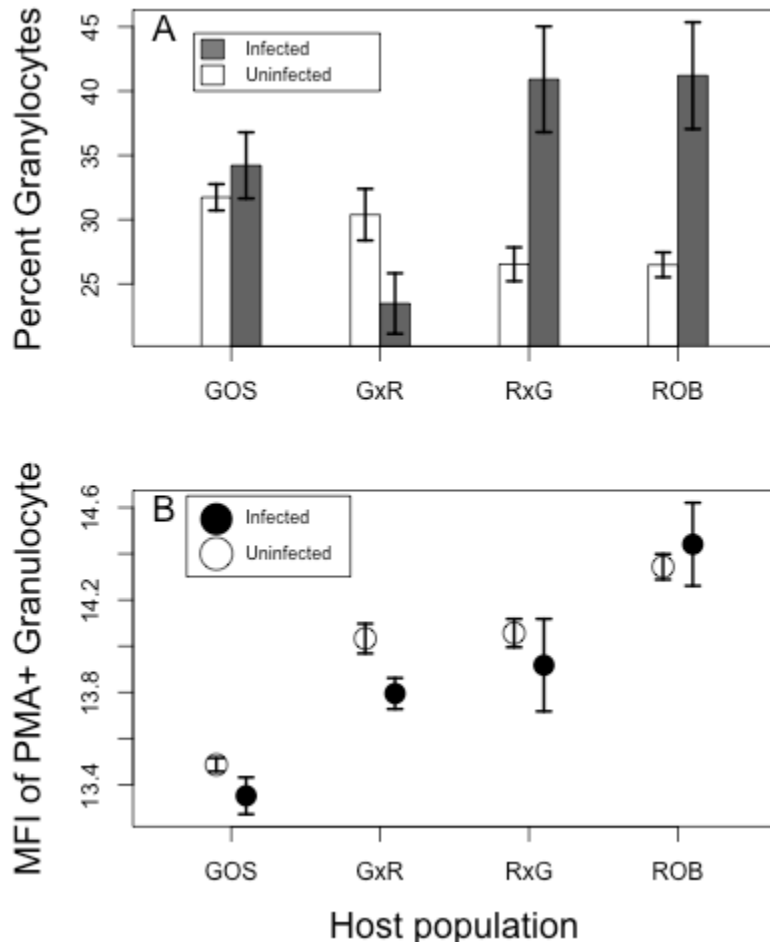 A
Infected
Uninfected
Percent Granylocytes
45
40
35
30
25
GOS GxR RxG ROB
B
Infected
Uninfected
MFI of PMA+ Granulocyte
14.6
14.2
13.8
13.4
GOS GxR RxG ROB
Host population